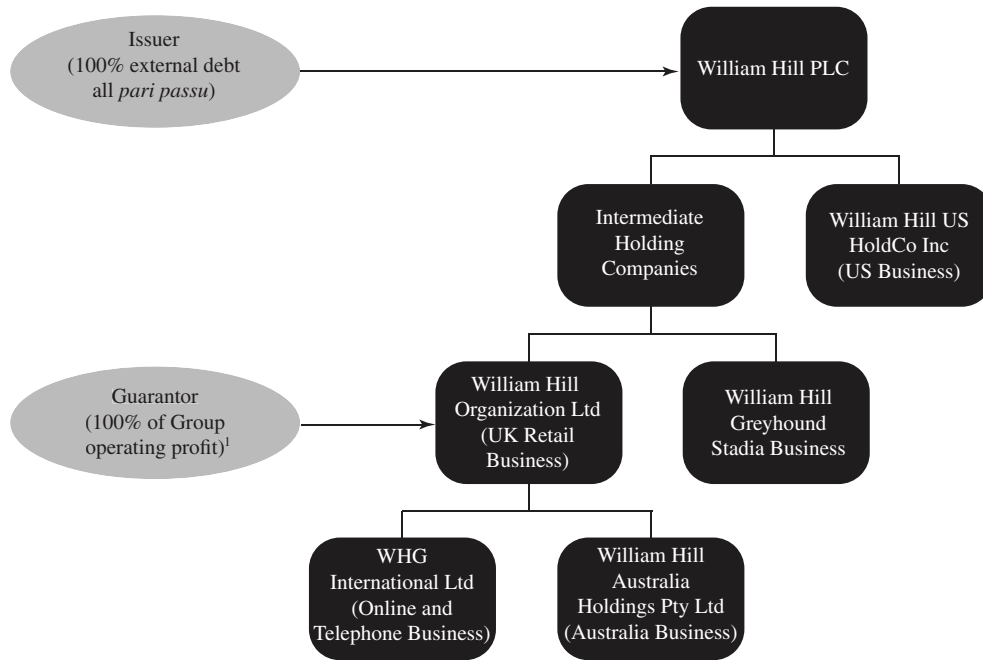 Issuer
(100% external debt
all pari passu)
William Hill PLC
Intermediate
Holding
Companies
William Hill US
HoldCo Inc
(US Business)
Guarantor
(100% of Group
operating profit)1
William Hill
Organization Ltd
(UK Retail
Business)
William Hill
Greyhound
Stadia Business
WHG
International Ltd
(Online and
Telephone Business)
William Hill
Australia
Holdings Pty Ltd
(Australia Business)